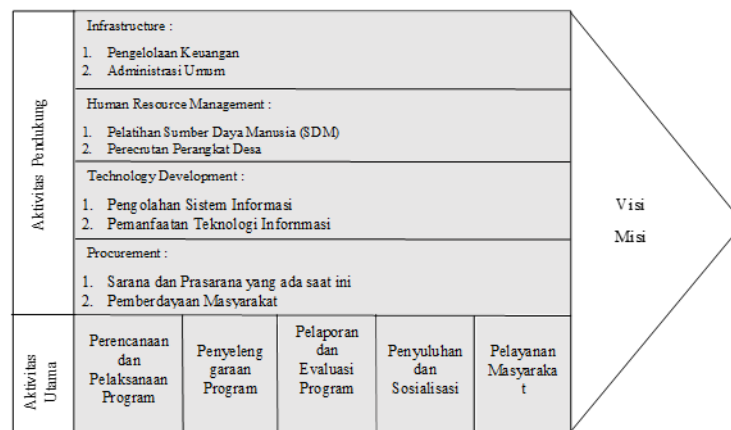 Aktivitas Pendukung
Infrastructure :
1. Pengelolaan Keuangan
2. Administrasi Umum
Human Resource Management :
1. Pelatihan Sumber Daya Manusia (SDM)
2. Perecrutan Perangkat Desa
Technology Development :
1. Pengolahan Sistem Informasi
2. Pemanfaatan Teknologi Infornmasi
Procurement :
1. Sarana dan Prasarana yang ada saat ini
2. Pemberdayaan Masyarakat
Aktivitas
Utama
Perencanaan
dan
Pelaksanaan
Program
Penyeleng
garaan
Program
Pelaporan
dan
Evaluasi
Program
Penyuluhan
dan
Sosialisasi
Pelayanan
Masyaraka
t
Visi
Misi